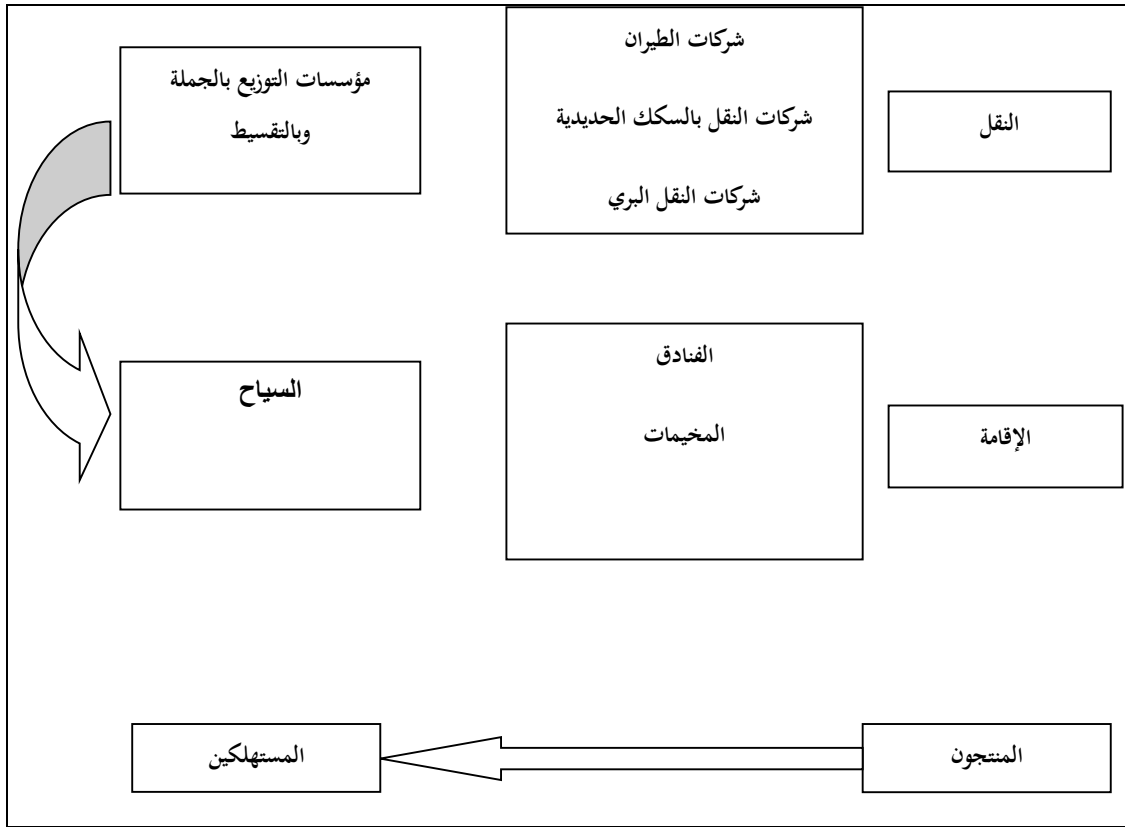 النقل
شركات الطيران
شركات النقل بالسكك الحديدية
شركات النقل البري
مؤسسات التوزيع بالجملة
وبالتقسيط
الإقامة
الفنادق
المخيمات
السياح
المنتجون
المستهلكين